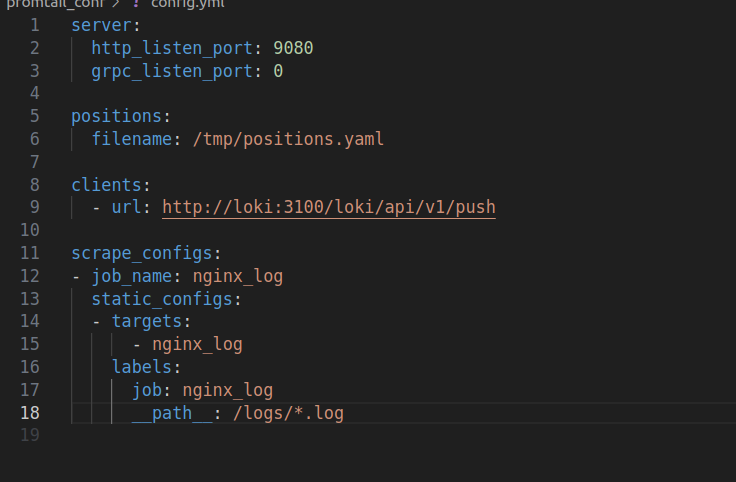 promtail_conf > ! config.yml
1 server:
2 http_listen_port: 9080
3 grpc_listen_port: 0
4
5 positions:
6 filename: /tmp/positions.yaml
7
8 clients:
9 - url: http://loki:3100/loki/api/v1/push
10
11 scrape_configs:
12 - job_name: nginx_log
13 static_configs:
14 - targets:
15 - nginx_log
16 labels:
17 job: nginx_log
18 __path__: /logs/*.log
19